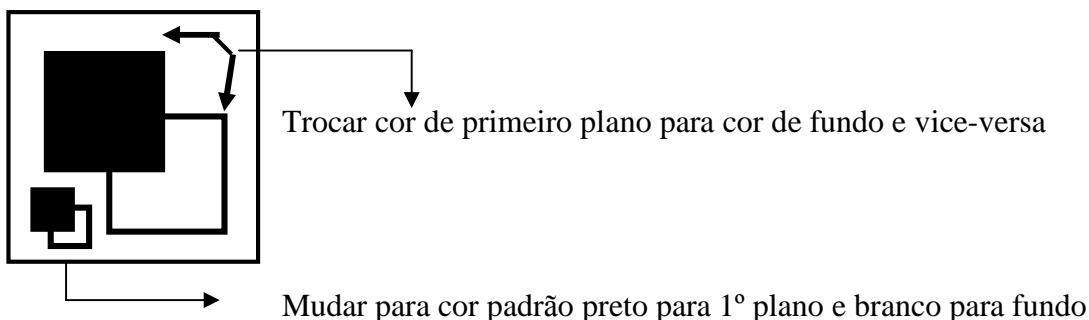 Trocar cor de primeiro plano para cor de fundo e vice-versa
Mudar para cor padrão preto para 1º plano e branco para fundo